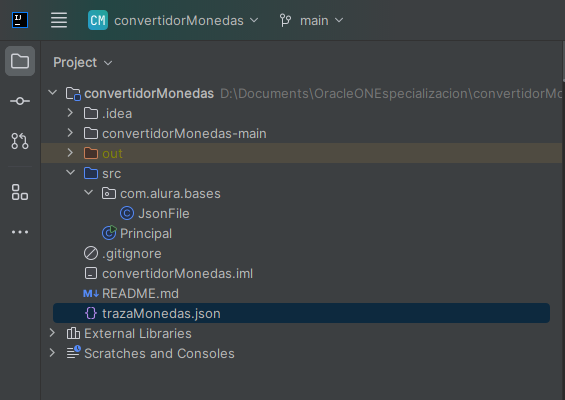 IJ
CM convertidorMonedas main
Project
convertidorMonedas D:\Documents\OracleONEspecializacion\convertidorMo
.idea
convertidorMonedas-main
out
src
com.alura.bases
C JsonFile
C Principal
.gitignore
convertidorMonedas.iml
M↓ README.md
{} trazaMonedas.json
External Libraries
Scratches and Consoles